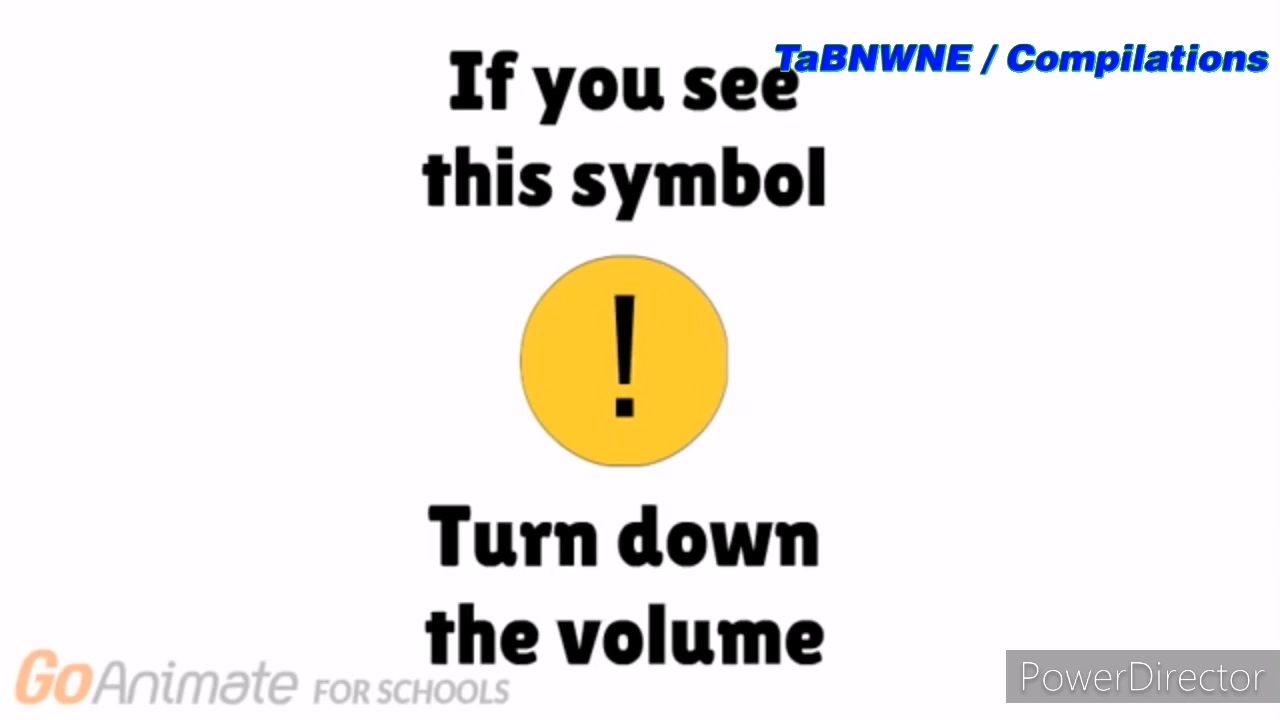 If you see
TaBNWNE / Compilations
this symbol
!
Turn down
the volume
GoAnimate FOR SCHOOLS
PowerDirector